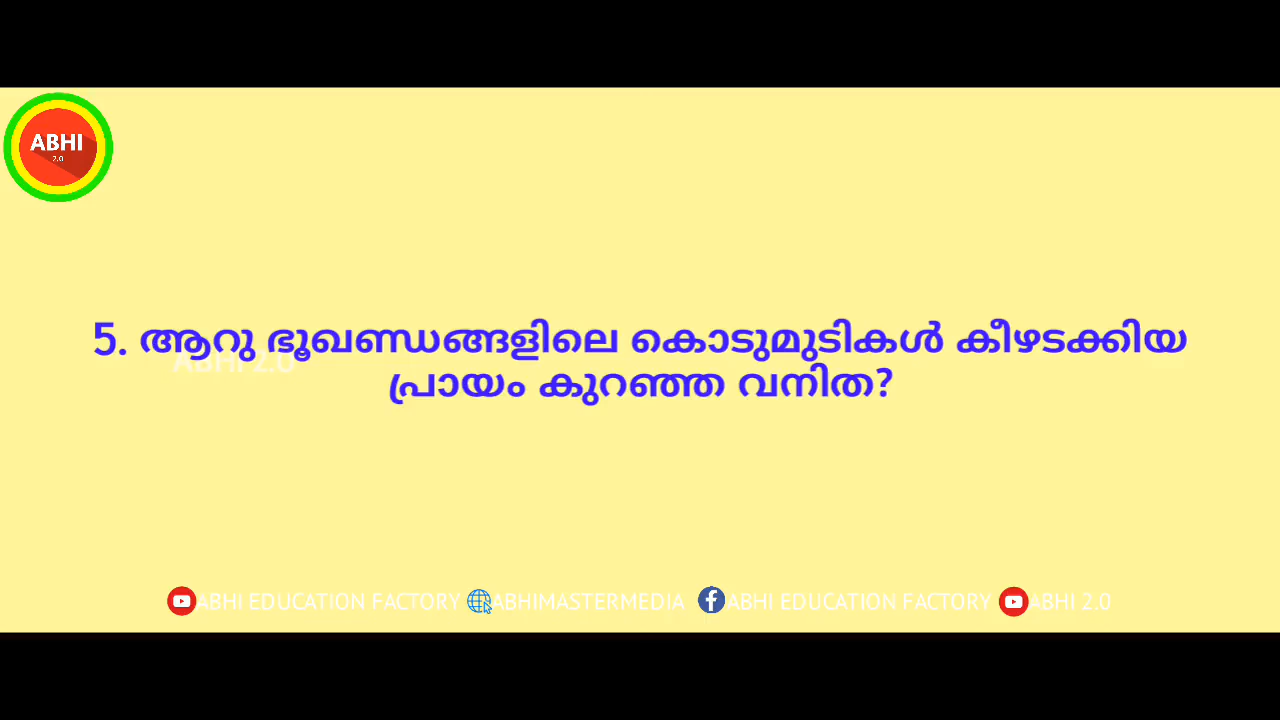 ABHI
2.0
5. ആറു ഭൂഖണ്ഡങ്ങളിലെ കൊടുമുടികൾ കീഴടക്കിയ
ABHI 2.0
പ്രായം കുറഞ്ഞ വനിത?
ABHI EDUCATION FACTORY ABHIMASTERMEDIA ABHI EDUCATION FACTORY ABHI 2.0